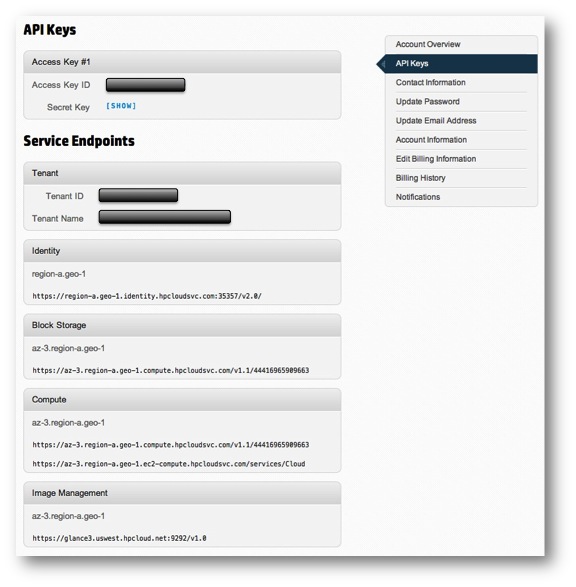 API Keys
Access Key #1
Access Key ID
Secret Key [SHOW]
Service Endpoints
Tenant
Tenant ID
Tenant Name
Identity
region-a.geo-1
https://region-a.geo-1.identity.hpcloudsvc.com:35357/v2.0/
Block Storage
az-3.region-a.geo-1
https://az-3.region-a.geo-1.compute.hpcloudsvc.com/v1.1/44416965909663
Compute
az-3.region-a.geo-1
https://az-3.region-a.geo-1.compute.hpcloudsvc.com/v1.1/44416965909663
https://az-3.region-a.geo-1.ec2-compute.hpcloudsvc.com/services/Cloud
Image Management
az-3.region-a.geo-1
https://glance3.uswest.hpcloud.net:9292/v1.0
Account Overview
API Keys
Contact Information
Update Password
Update Email Address
Account Information
Edit Billing Information
Billing History
Notifications